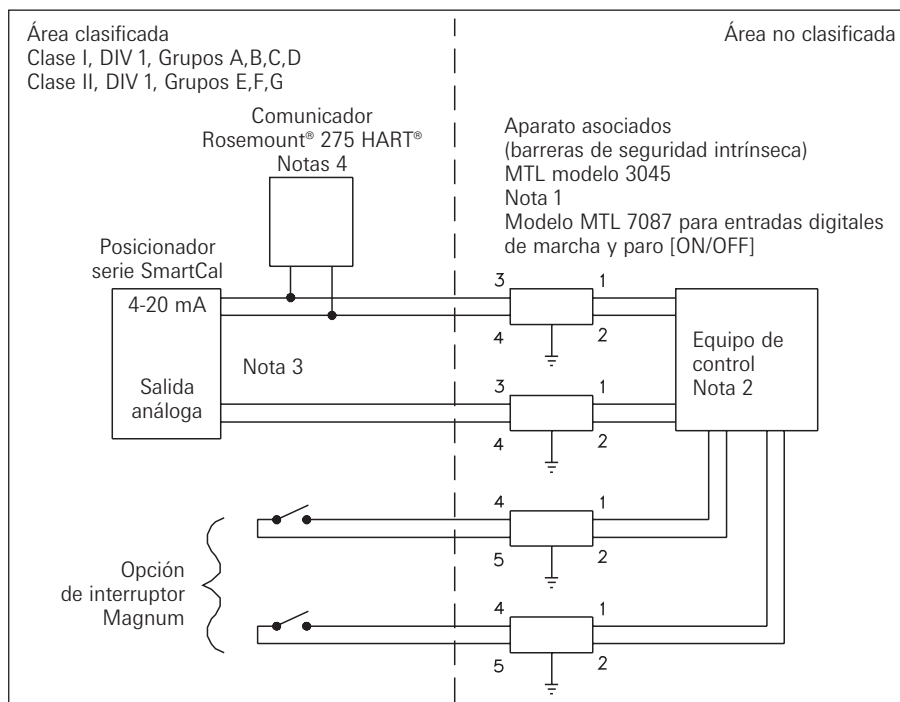 Área clasificada
Clase I, DIV 1, Grupos A,B,C,D
Clase II, DIV 1, Grupos E,F,G
Área no clasificada
Comunicador
Rosemount® 275 HART®
Notas 4
Aparato asociados
(barreras de seguridad intrínseca)
MTL modelo 3045
Nota 1
Modelo MTL 7087 para entradas digitales
de marcha y paro [ON/OFF]
Posicionador
serie SmartCal
4-20 mA
Salida
análoga
Nota 3
3
1
4
2
3
1
4
2
Equipo de
control
Nota 2
4
1
5
2
4
1
5
2
Opción
de interruptor
Magnum